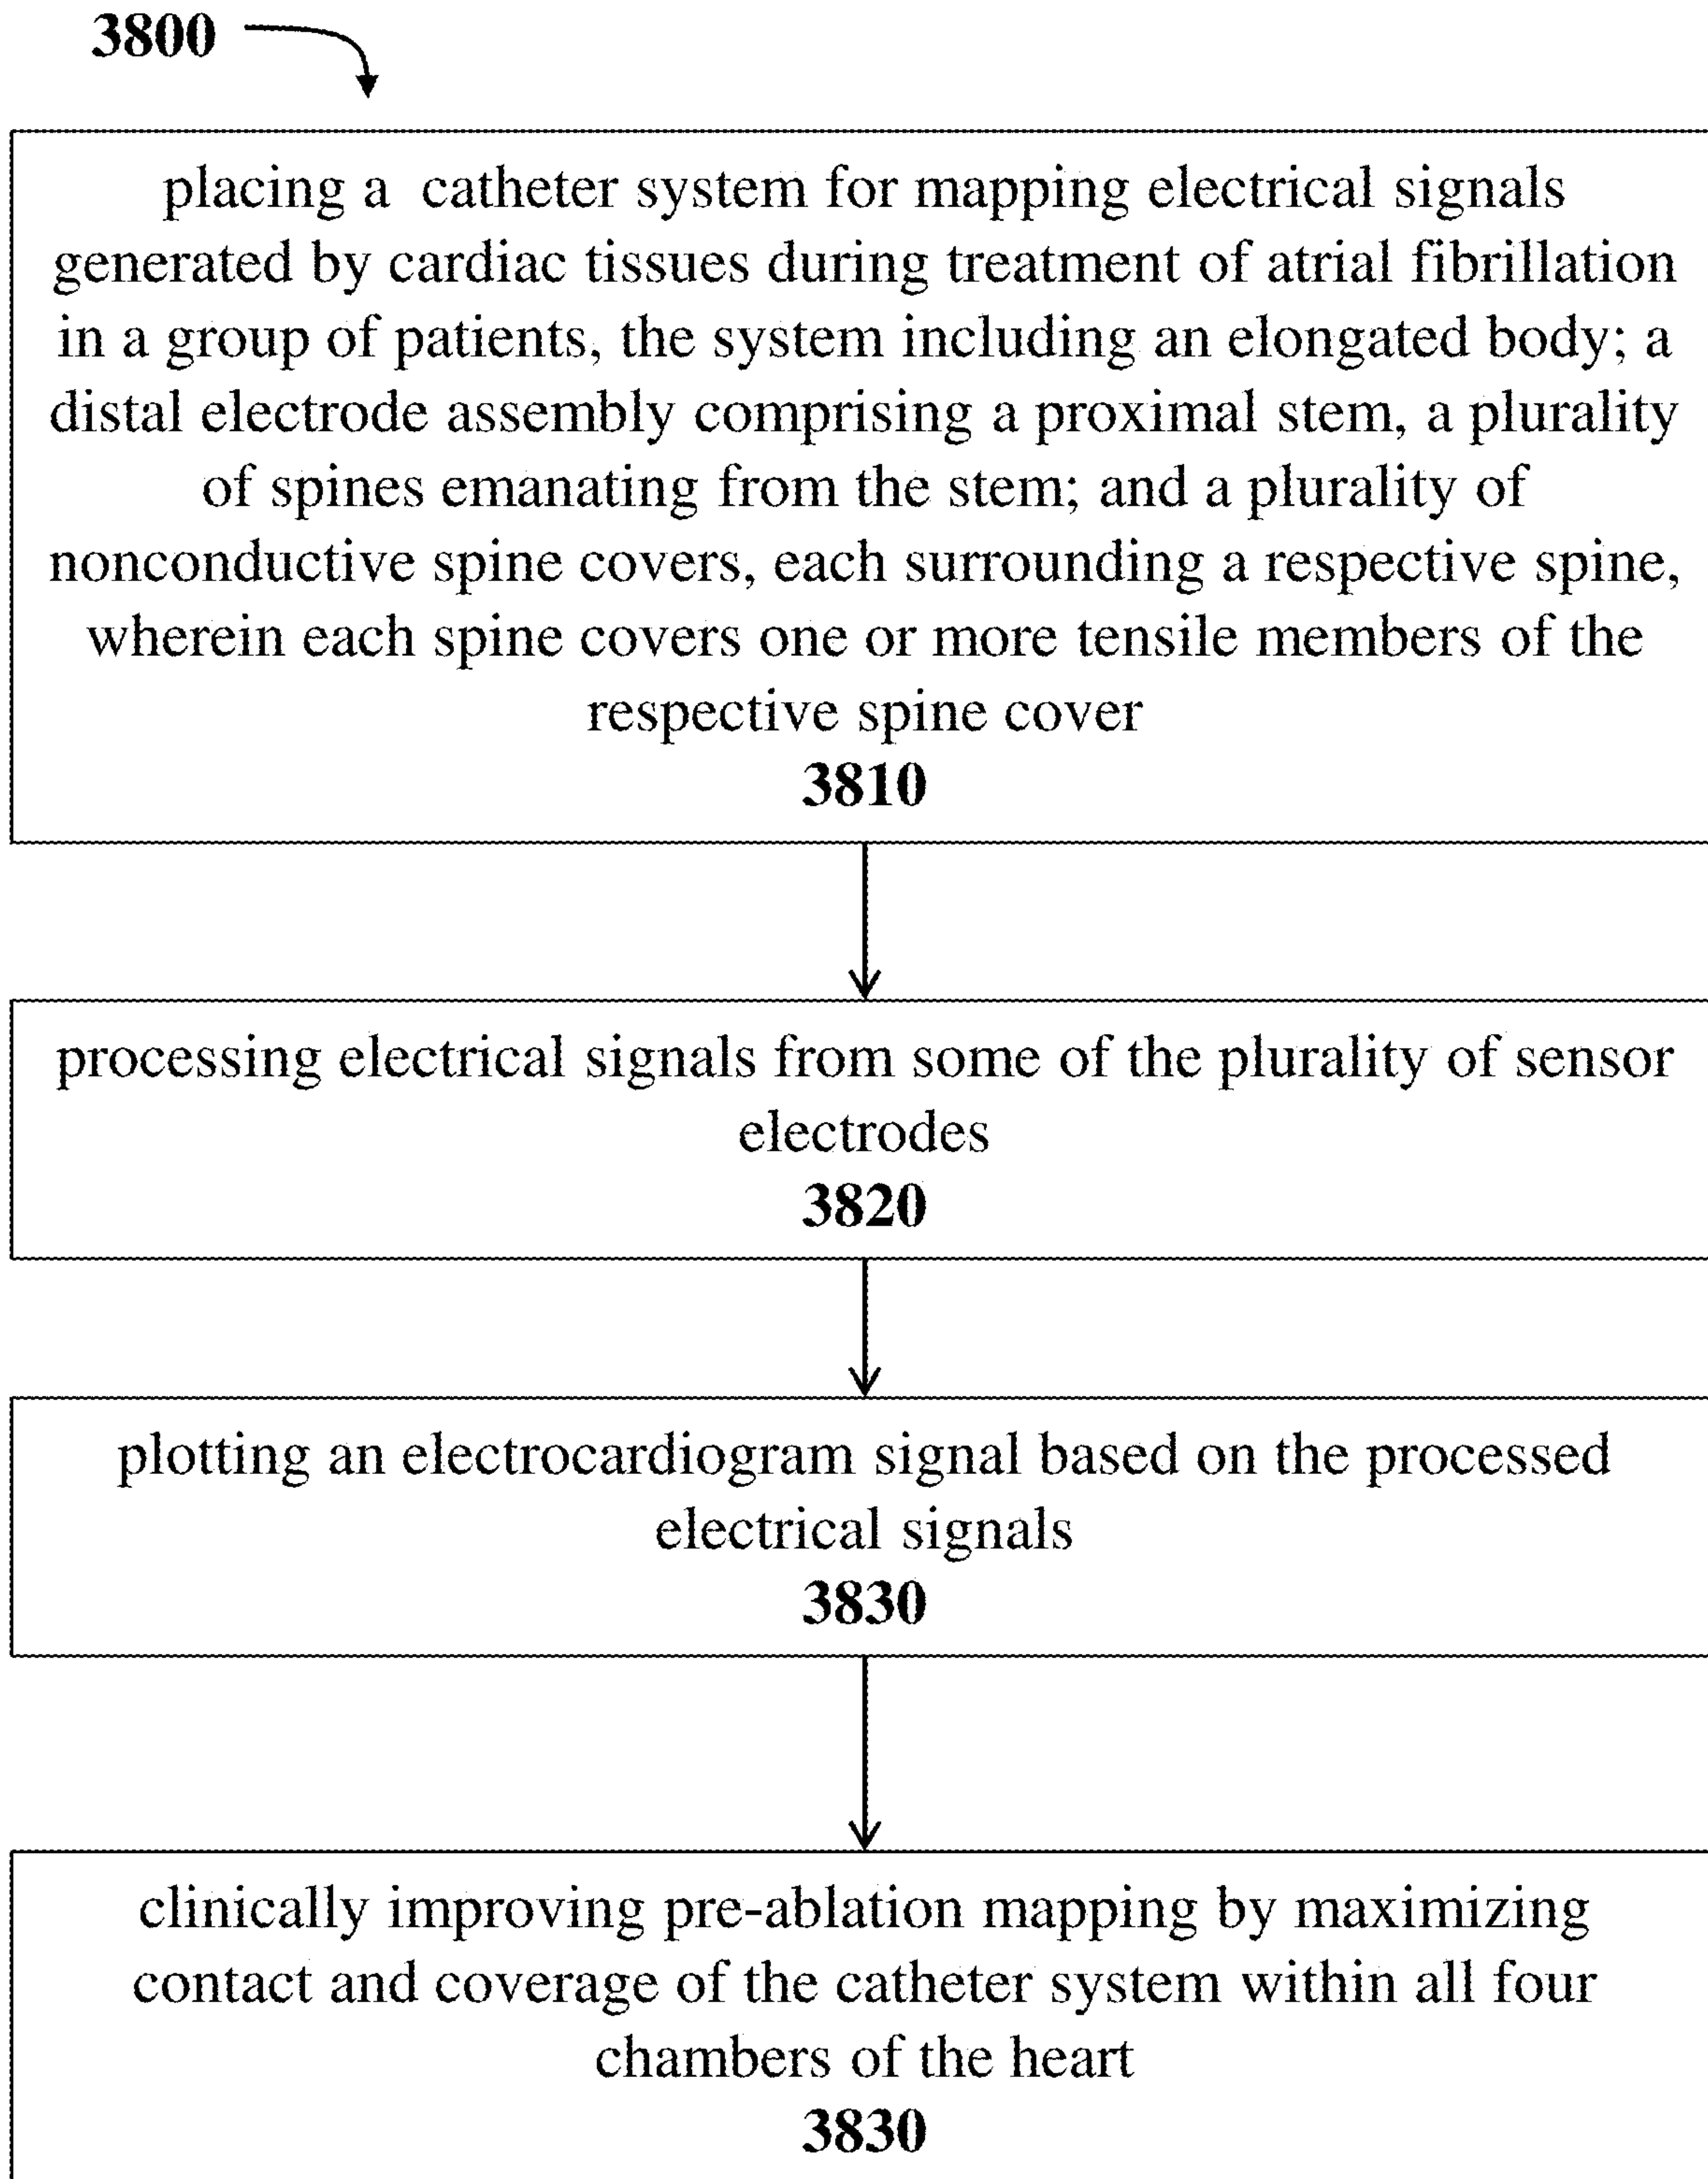 3800
placing a catheter system for mapping electrical signals
generated by cardiac tissues during treatment of atrial fibrillation
in a group of patients, the system including an elongated body; a
distal electrode assembly comprising a proximal stem, a plurality
of spines emanating from the stem; and a plurality of
nonconductive spine covers, each surrounding a respective spine,
wherein each spine covers one or more tensile members of the
respective spine cover
3810
processing electrical signals from some of the plurality of sensor
electrodes
3820
plotting an electrocardiogram signal based on the processed
electrical signals
3830
clinically improving pre-ablation mapping by maximizing
contact and coverage of the catheter system within all four
chambers of the heart
3830